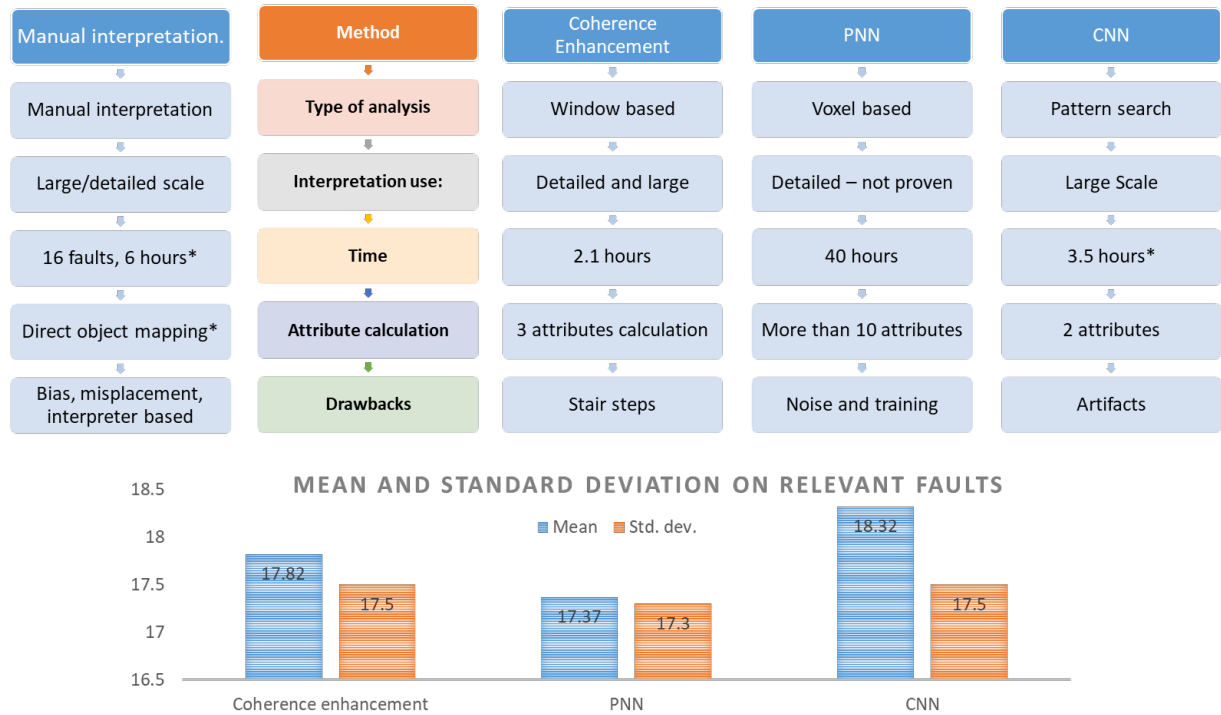 Manual interpretation.
Method
Coherence
Enhancement
PNN
CNN
Manual interpretation
Type of analysis
Window based
Voxel based
Pattern search
Large/detailed scale
Interpretation use:
Detailed and large
Detailed – not proven
Large Scale
16 faults, 6 hours*
Time
2.1 hours
40 hours
3.5 hours*
Direct object mapping*
Attribute calculation
3 attributes calculation
More than 10 attributes
2 attributes
Bias, misplacement,
interpreter based
Drawbacks
Stair steps
Noise and training
Artifacts
MEAN AND STANDARD DEVIATION ON RELEVANT FAULTS
Mean
Std. dev.
18.5
18
17.5
17
16.5
17.82
17.5
17.37
17.3
18.32
17.5
Coherence enhancement
PNN
CNN